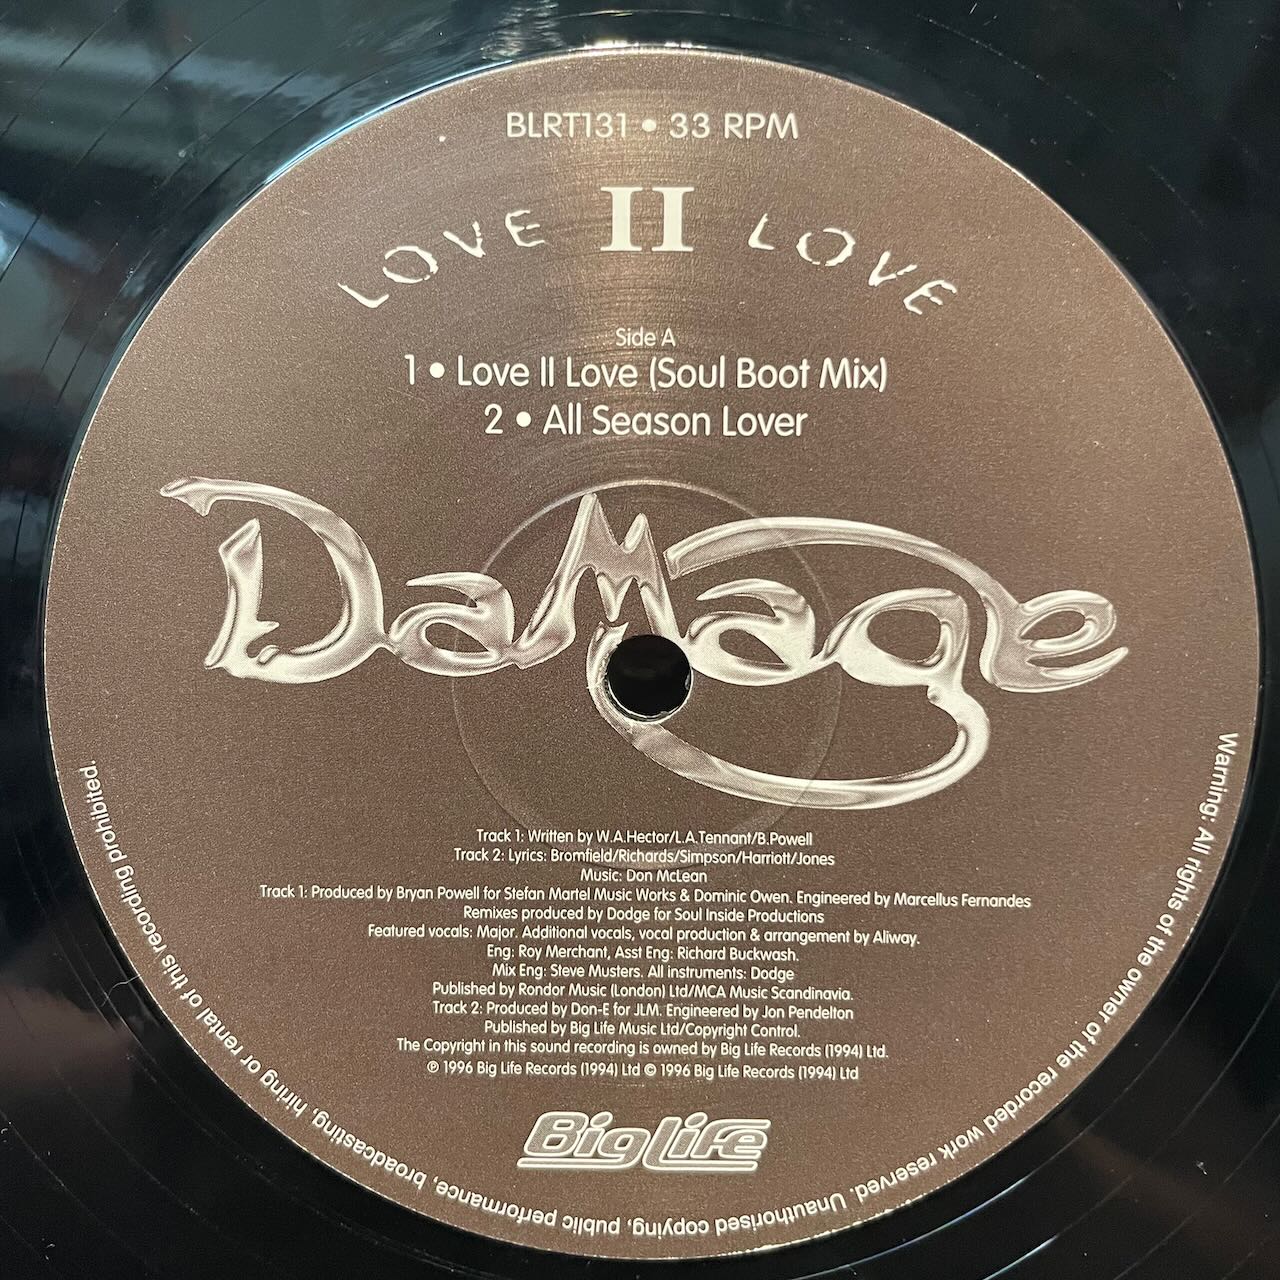 BLRT131 • 33 RPM
LOVE II LOVE
Side A
1 • Love II Love (Soul Boot Mix)
2 • All Season Lover
DaMage
Track 1: Written by W.A.Hector/L.A.Tennant/B.Powell
Track 2: Lyrics: Bromfield/Richards/Simpson/Harriott/Jones
Music: Don McLean
Track 1: Produced by Bryan Powell for Stefan Martel Music Works & Dominic Owen. Engineered by Marcellus Fernandes
Remixes produced by Dodge for Soul Inside Productions
Featured vocals: Major. Additional vocals, vocal production & arrangement by Aliway.
Eng: Roy Merchant, Asst Eng: Richard Buckwash.
Mix Eng: Steve Musters. All instruments: Dodge
Published by Rondor Music (London) Ltd/MCA Music Scandinavia.
Track 2: Produced by Don-E for JLM. Engineered by Jon Pendelton
Published by Big Life Music Ltd/Copyright Control.
The Copyright in this sound recording is owned by Big Life Records (1994) Ltd.
℗ 1996 Big Life Records (1994) Ltd © 1996 Big Life Records (1994) Ltd
Big Life
Warning: All rights of the owner of the recorded work reserved. Unauthorised copying, public performance, broadcasting, hiring or rental of this recording prohibited.